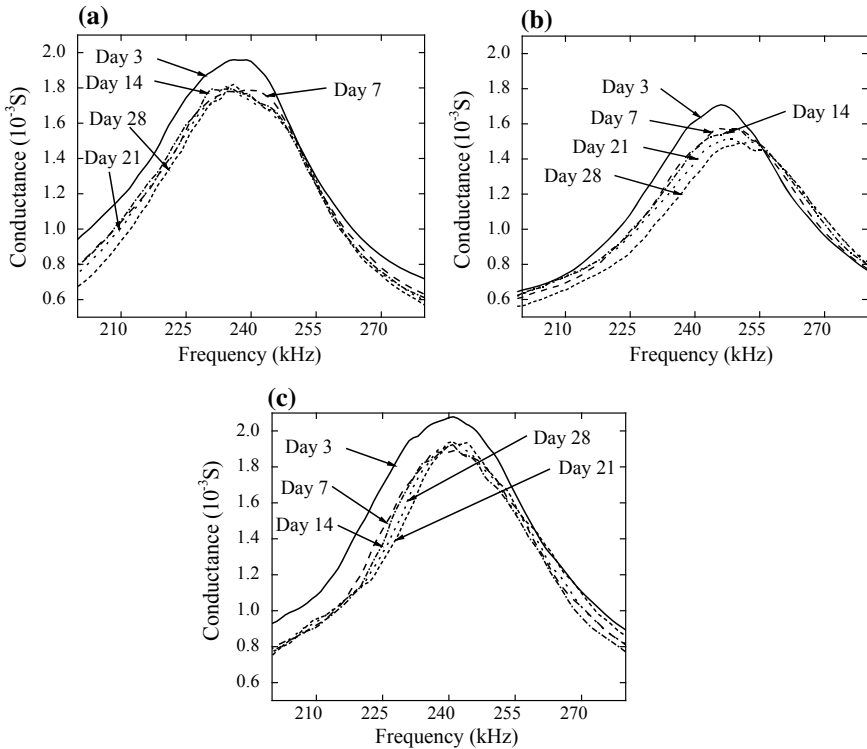 (a)
2.0
1.8
1.6
1.4
1.2
1.0
0.8
0.6
Conductance (10⁻³S)
Day 3
Day 14
Day 7
Day 28
Day 21
210 225 240 255 270
Frequency (kHz)
(b)
2.0
1.8
1.6
1.4
1.2
1.0
0.8
0.6
Conductance (10⁻³S)
Day 3
Day 7
Day 14
Day 21
Day 28
210 225 240 255 270
Frequency (kHz)
(c)
2.0
1.8
1.6
1.4
1.2
1.0
0.8
0.6
Conductance (10⁻³S)
Day 3
Day 28
Day 21
Day 7
Day 14
210 225 240 255 270
Frequency (kHz)